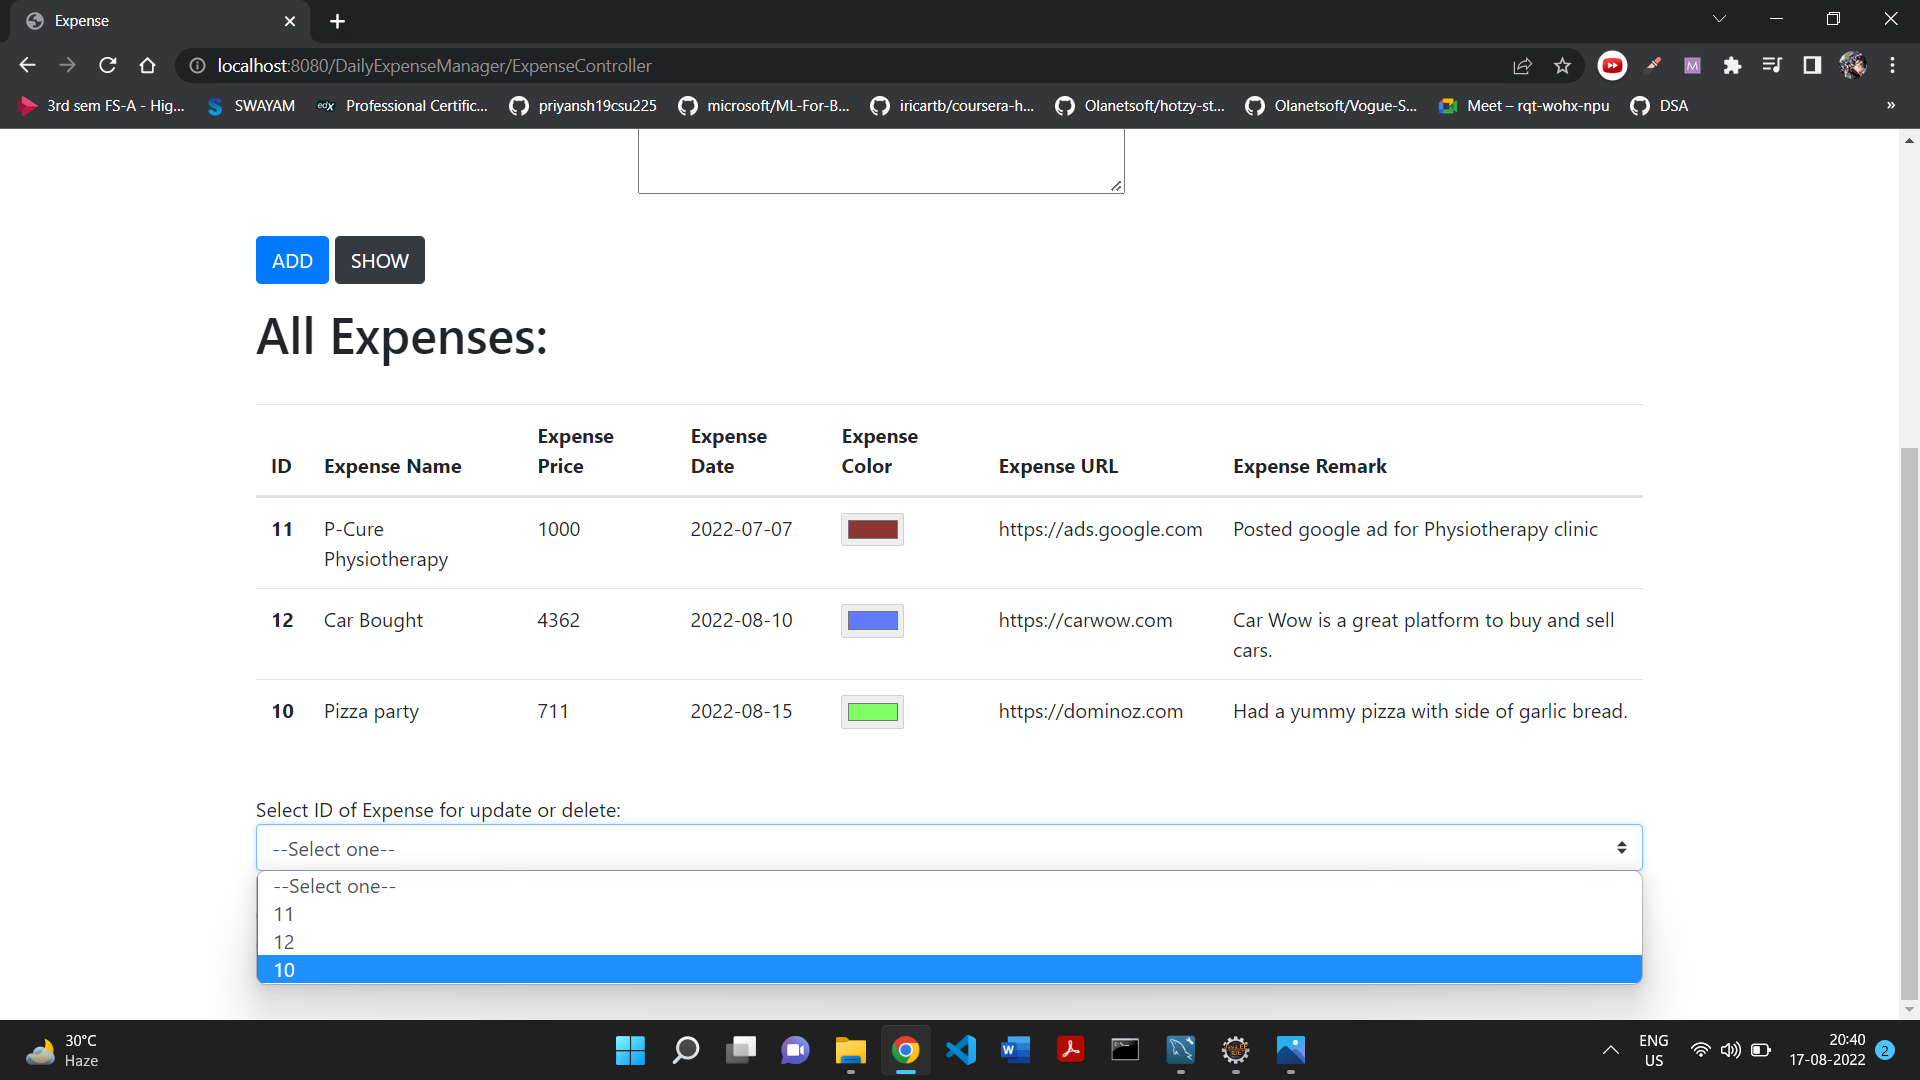 Expense
localhost:8080/DailyExpenseManager/ExpenseController
3rd sem FS-A - Hig...
SWAYAM
edX
Professional Certific...
priyansh19csu225
microsoft/ML-For-B...
iricartb/coursera-h...
Olanetsoft/hotzy-st...
Olanetsoft/Vogue-S...
Meet – rqt-wohx-npu
DSA
»
ADD
SHOW
All Expenses:
ID
Expense Name
Expense
Price
Expense
Date
Expense
Color
Expense URL
Expense Remark
11
P-Cure
Physiotherapy
1000
2022-07-07
https://ads.google.com
Posted google ad for Physiotherapy clinic
12
Car Bought
4362
2022-08-10
https://carwow.com
Car Wow is a great platform to buy and sell
cars.
10
Pizza party
711
2022-08-15
https://dominoz.com
Had a yummy pizza with side of garlic bread.
Select ID of Expense for update or delete:
--Select one--
--Select one--
11
12
10
30°C
Haze
ENG
US
20:40
17-08-2022
2